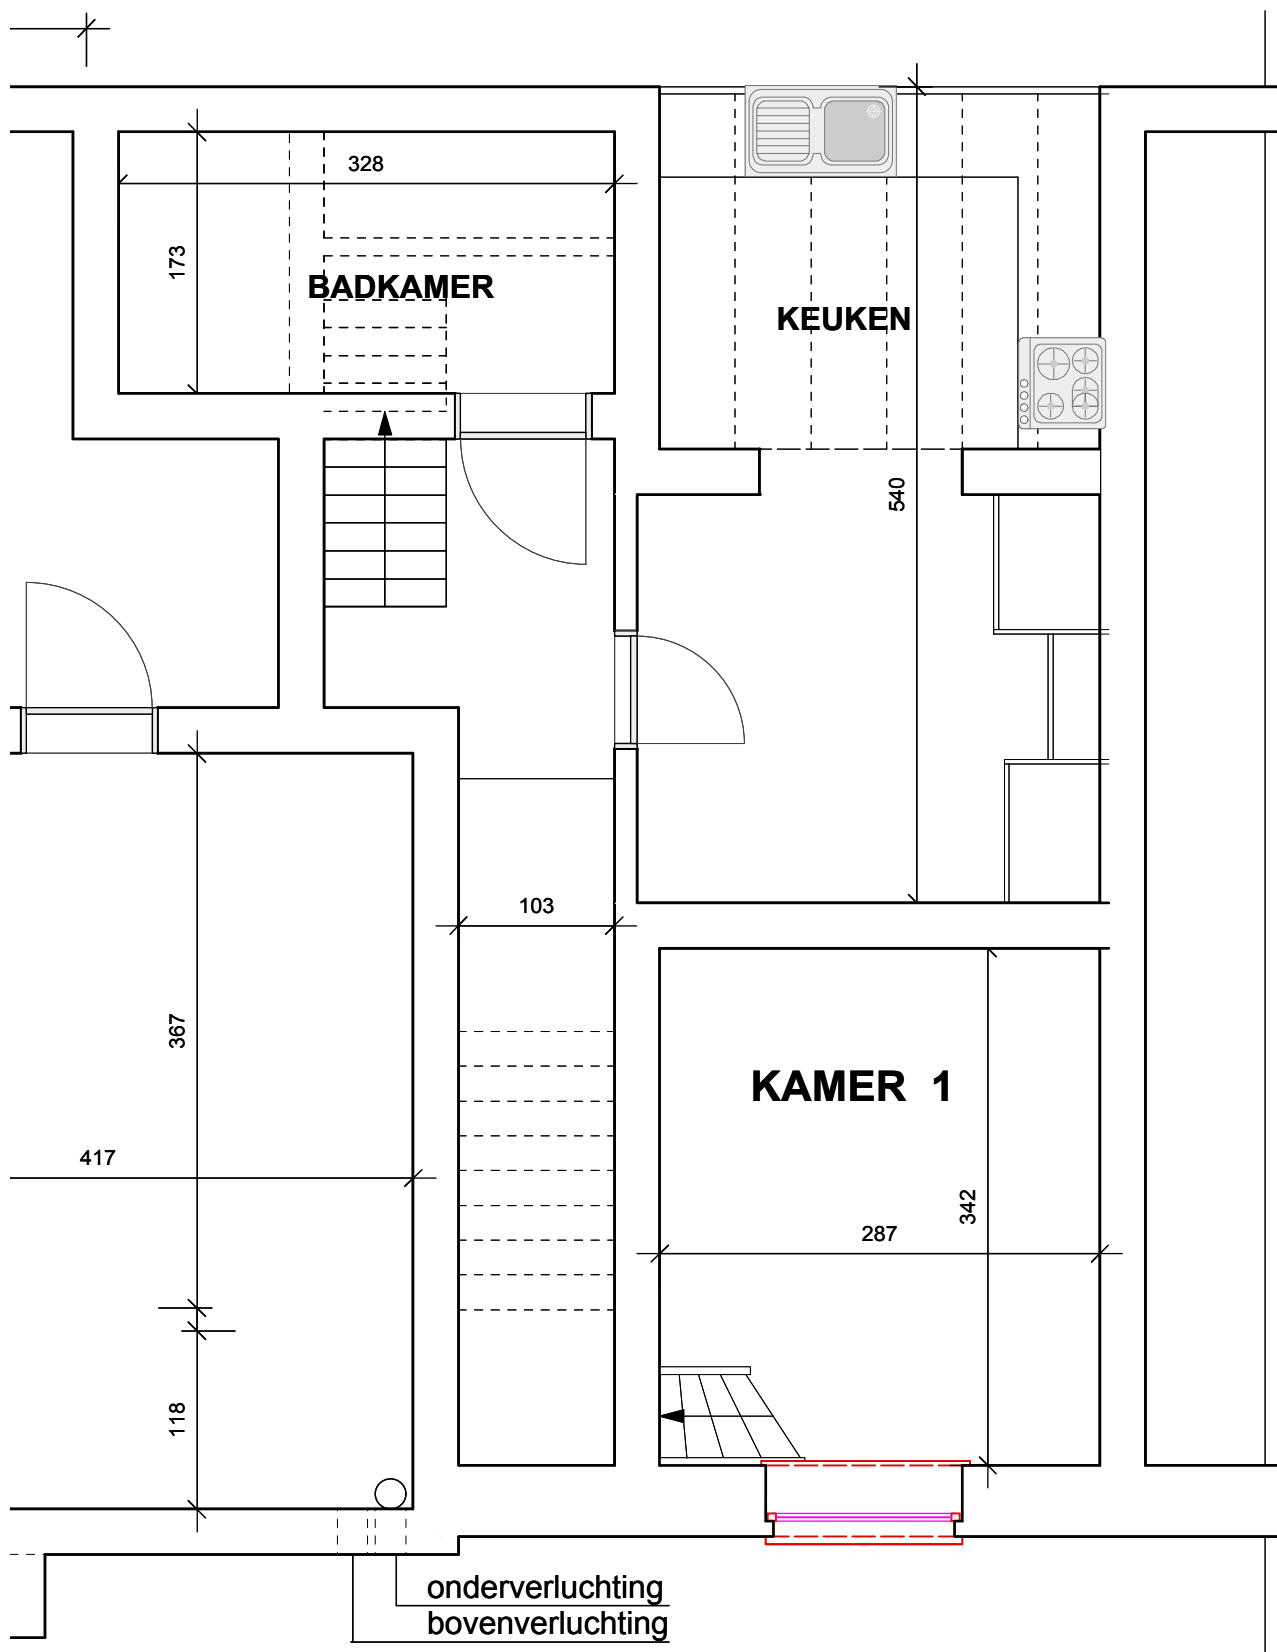 328
173
BADKAMER
KEUKEN
540
103
367
KAMER 1
417
342
287
118
onderverluchting
bovenverluchting